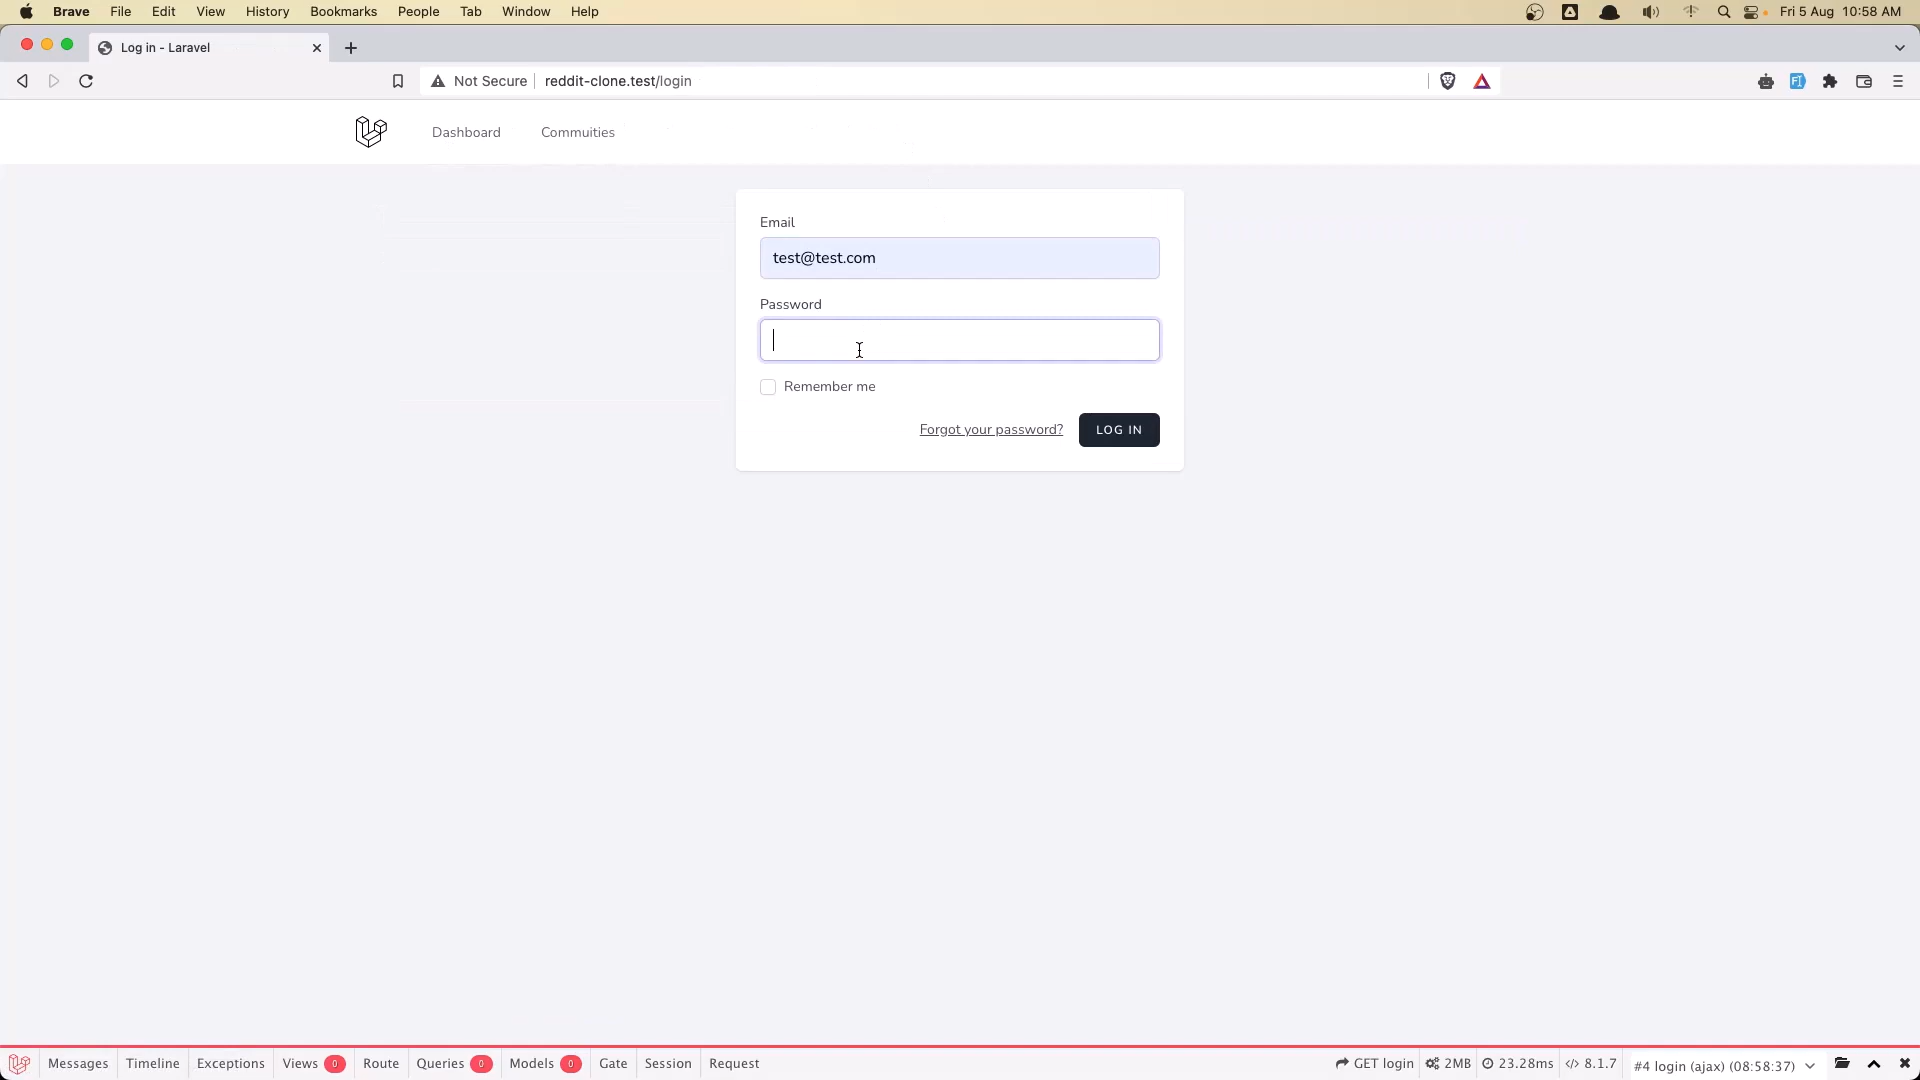 Brave File Edit View History Bookmarks People Tab Window Help Fri 5 Aug 10:58 AM
Log in - Laravel
Not Secure reddit-clone.test/login
Dashboard Commuities
Email
test@test.com
Password
Remember me
Forgot your password? LOG IN
Messages Timeline Exceptions Views 0 Route Queries 0 Models 0 Gate Session Request GET login 2MB 23.28ms </> 8.1.7 #4 login (ajax) (08:58:37)